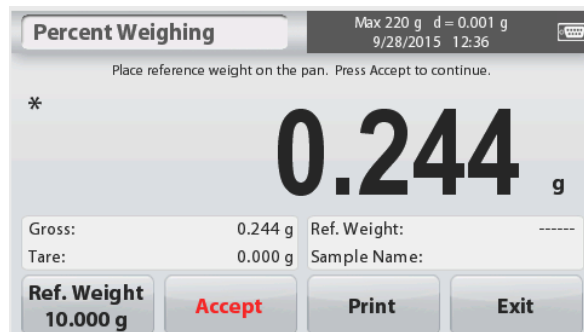 Percent Weighing
Max 220 g d = 0.001 g
9/28/2015 12:36
Place reference weight on the pan. Press Accept to continue.
*
0.244 g
Gross: 0.244 g
Ref. Weight: ------
Tare: 0.000 g
Sample Name:
Ref. Weight
10.000 g
Accept
Print
Exit